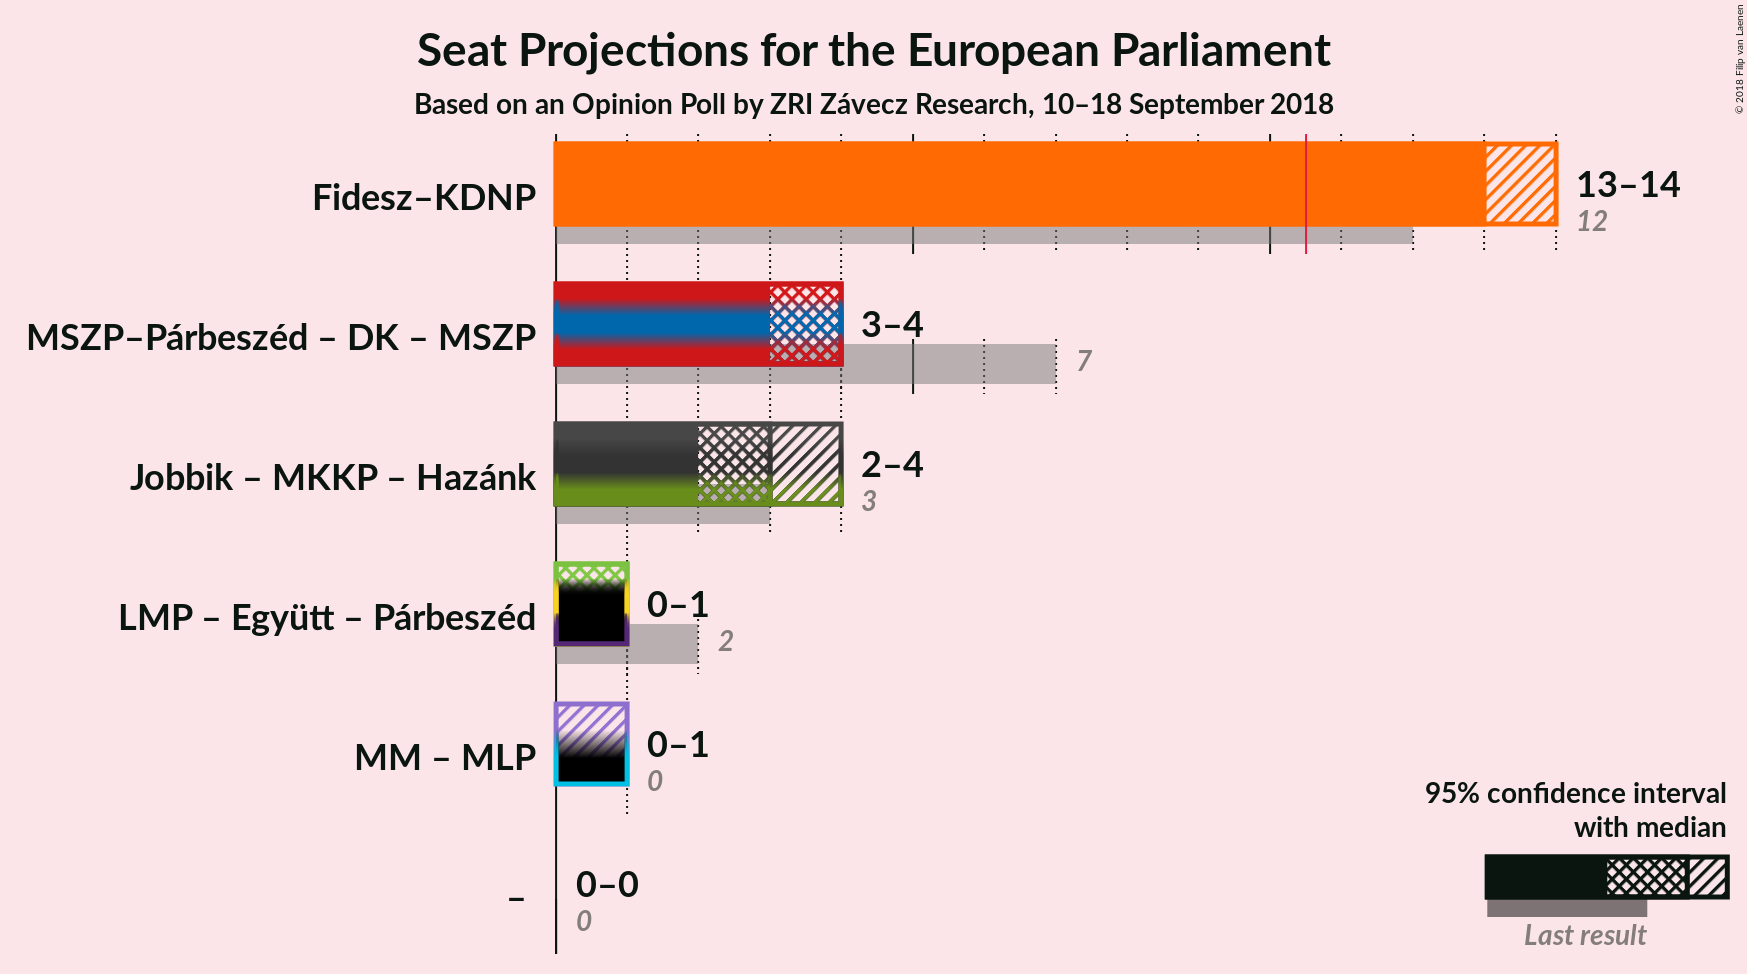 Seat Projections for the European Parliament
Based on an Opinion Poll by ZRI Závecz Research, 10–18 September 2018
© 2018 Filip van Laenen
Fidesz–KDNP
13–14
12
MSZP–Párbeszéd – DK – MSZP
3–4
7
Jobbik – MKKP – Hazánk
2–4
3
LMP – Együtt – Párbeszéd
0–1
2
MM – MLP
0–1
0
–
0–0
0
95% confidence interval
with median
Last result